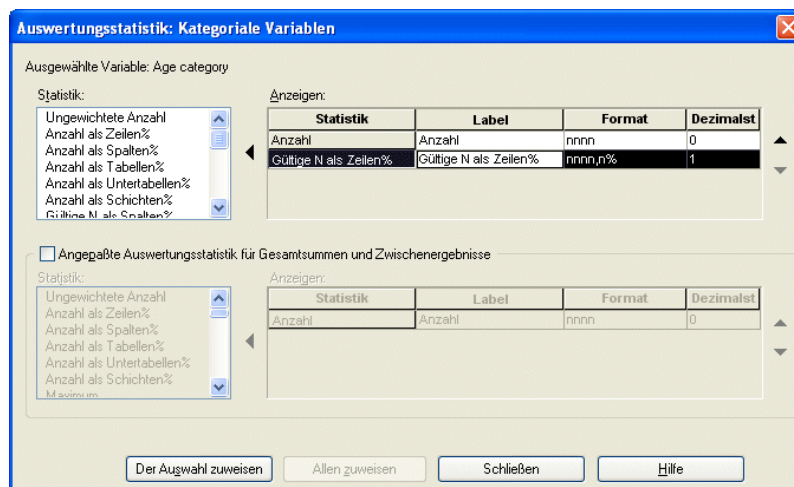 Auswertungsstatistik: Kategoriale Variablen
Ausgewählte Variable: Age category
Statistik:
Ungewichtete Anzahl
Anzahl als Zeilen%
Anzahl als Spalten%
Anzahl als Tabellen%
Anzahl als Untertabellen%
Anzahl als Schichten%
Gültige N als Spalten%
Anzeigen:
Statistik Label Format Dezimalst
Anzahl Anzahl nnnn 0
Gültige N als Zeilen% Gültige N als Zeilen% nnnn,n% 1
Angepaßte Auswertungsstatistik für Gesamtsummen und Zwischenergebnisse
Statistik:
Ungewichtete Anzahl
Anzahl als Zeilen%
Anzahl als Spalten%
Anzahl als Tabellen%
Anzahl als Untertabellen%
Anzahl als Schichten%
Maximum
Anzeigen:
Statistik Label Format Dezimalst
Anzahl Anzahl nnnn 0
Der Auswahl zuweisen Allen zuweisen Schließen Hilfe